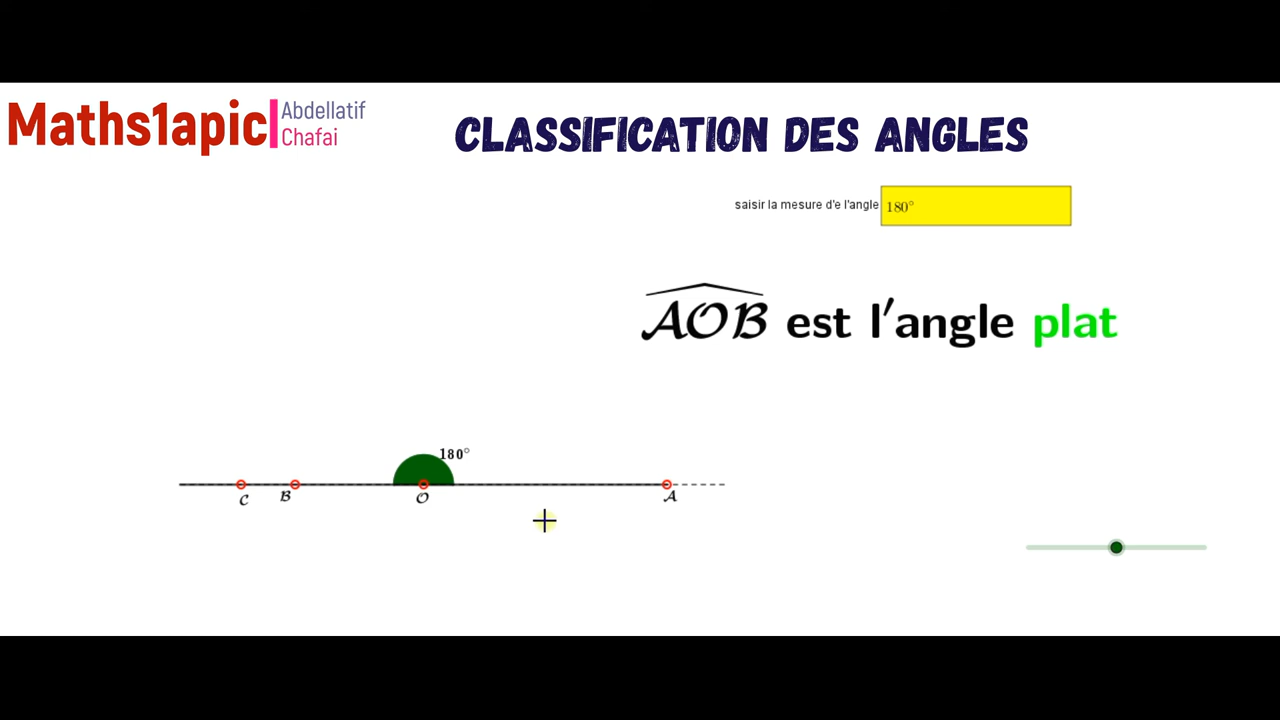 Maths1apic
Abdellatif
Chafai
CLASSIFICATION DES ANGLES
saisir la mesure d'e l'angle 180°
AOB est l'angle plat
180°
C B O A